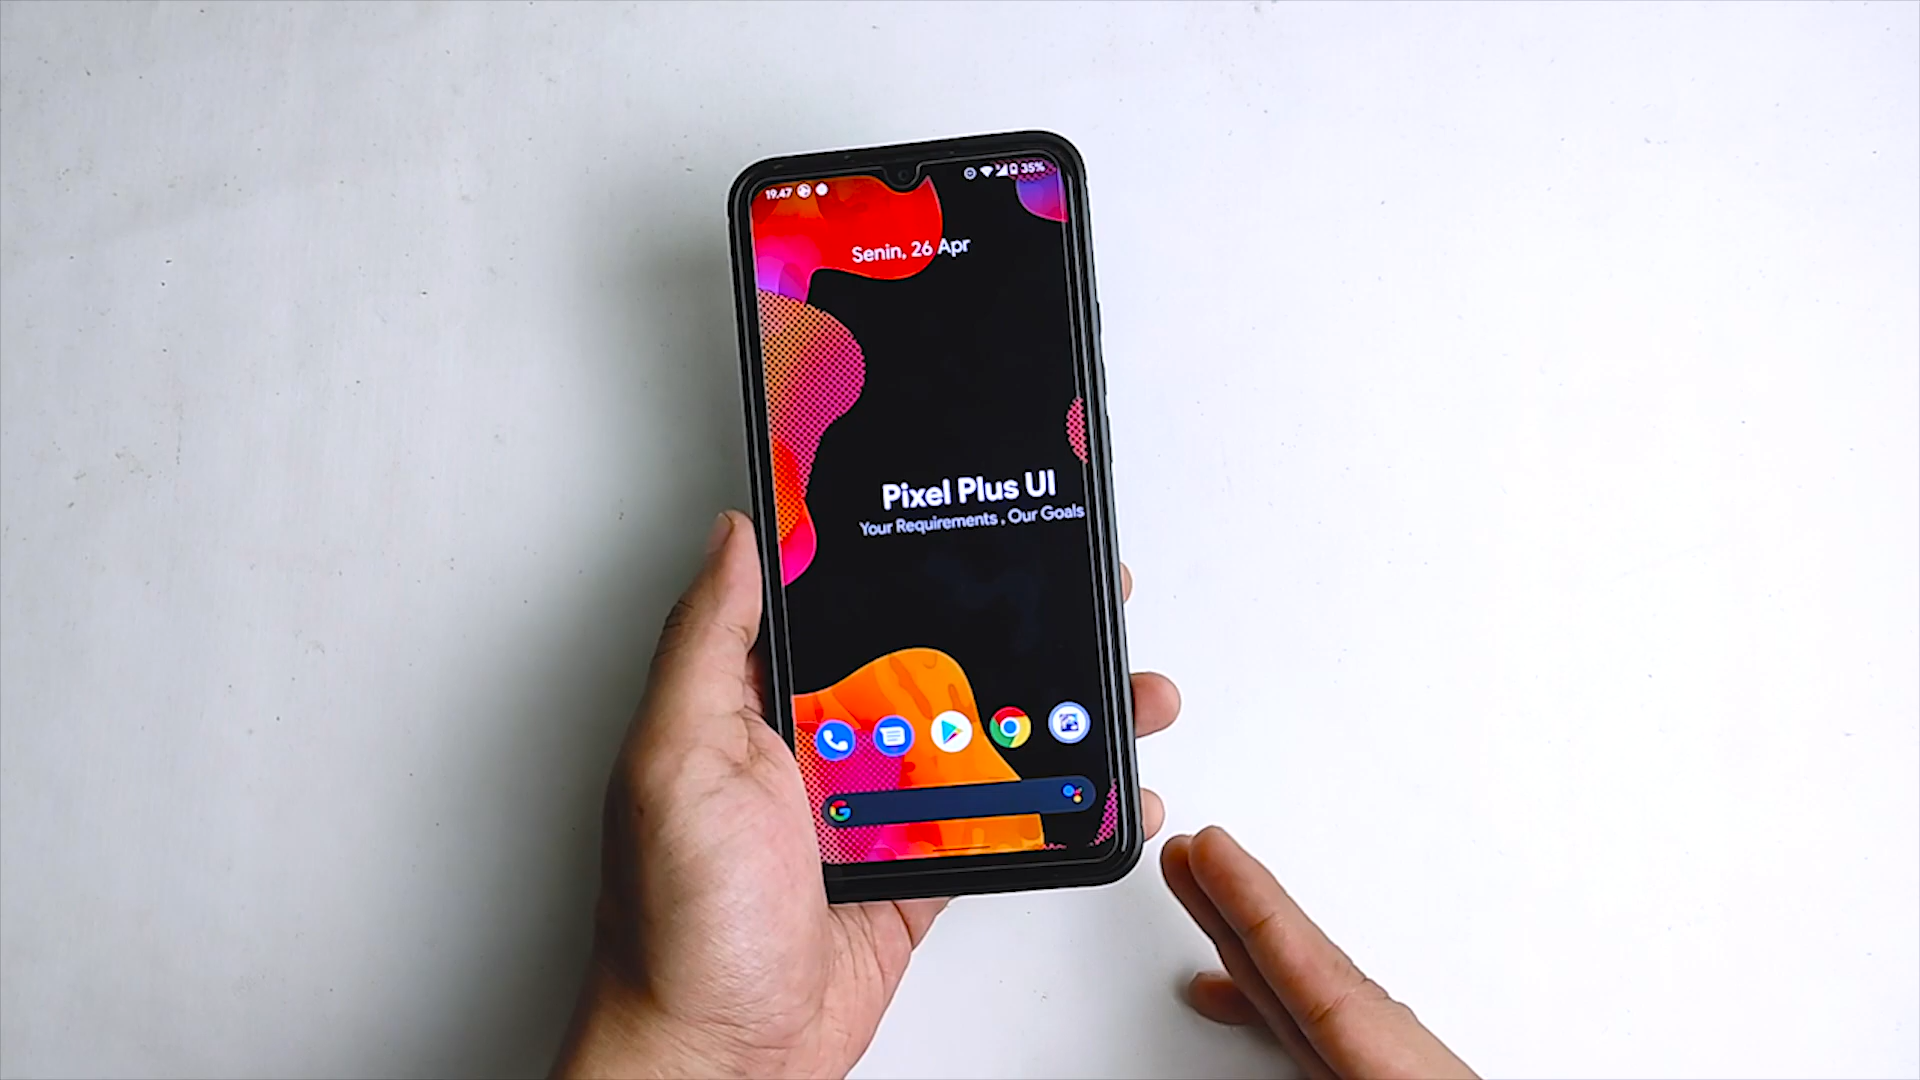 19.47
35%
Senin, 26 Apr
Pixel Plus UI
Your Requirements , Our Goals